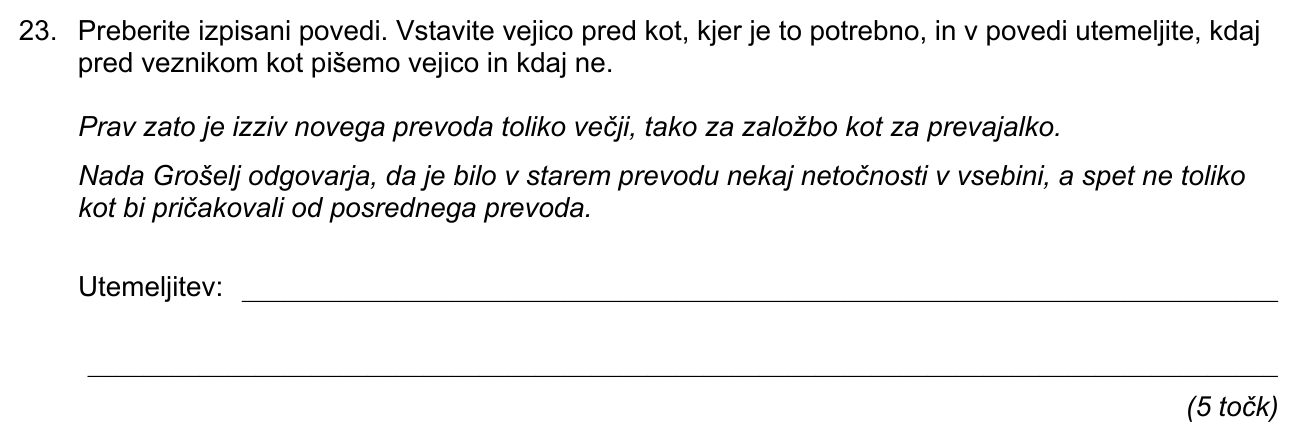 23. Preberite izpisani povedi. Vstavite vejico pred kot, kjer je to potrebno, in v povedi utemeljite, kdaj
pred veznikom kot pišemo vejico in kdaj ne.
Prav zato je izziv novega prevoda toliko večji, tako za založbo kot za prevajalko.
Nada Grošelj odgovarja, da je bilo v starem prevodu nekaj netočnosti v vsebini, a spet ne toliko
kot bi pričakovali od posrednega prevoda.
Utemeljitev:
(5 točk)